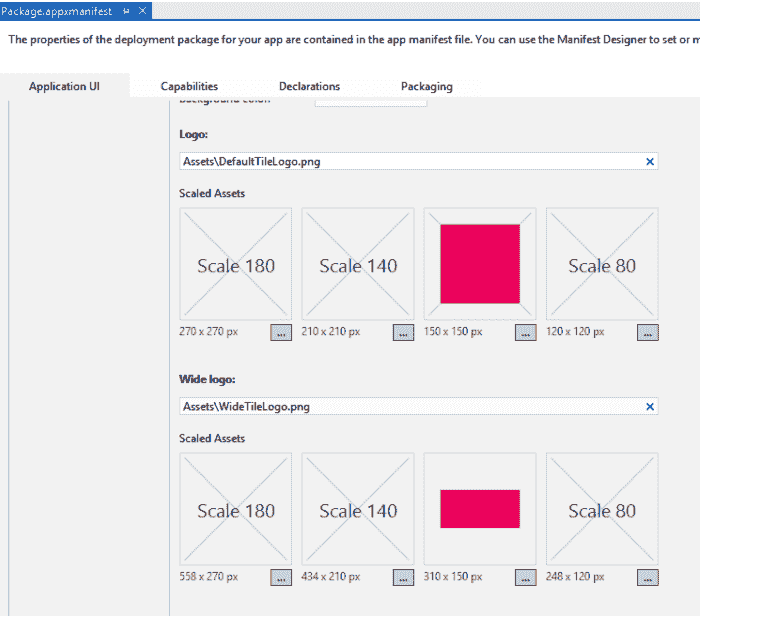 Package.appxmanifest
The properties of the deployment package for your app are contained in the app manifest file. You can use the Manifest Designer to set or m
Application UI Capabilities Declarations Packaging
Background color:
Logo:
Assets\DefaultTileLogo.png
Scaled Assets
Scale 180 Scale 140 Scale 80
270 x 270 px ... 210 x 210 px ... 150 x 150 px ... 120 x 120 px ...
Wide logo:
Assets\WideTileLogo.png
Scaled Assets
Scale 180 Scale 140 Scale 80
558 x 270 px ... 434 x 210 px ... 310 x 150 px ... 248 x 120 px ...